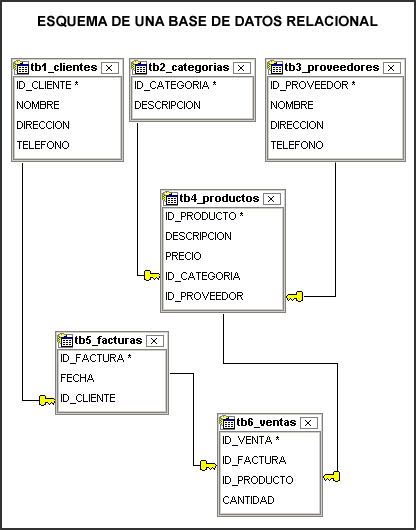 ESQUEMA DE UNA BASE DE DATOS RELACIONAL
tb1_clientes
ID_CLIENTE *
NOMBRE
DIRECCION
TELEFONO
tb2_categorias
ID_CATEGORIA *
DESCRIPCION
tb3_proveedores
ID_PROVEEDOR *
NOMBRE
DIRECCION
TELEFONO
tb4_productos
ID_PRODUCTO *
DESCRIPCION
PRECIO
ID_CATEGORIA
ID_PROVEEDOR
tb5_facturas
ID_FACTURA *
FECHA
ID_CLIENTE
tb6_ventas
ID_VENTA *
ID_FACTURA
ID_PRODUCTO
CANTIDAD